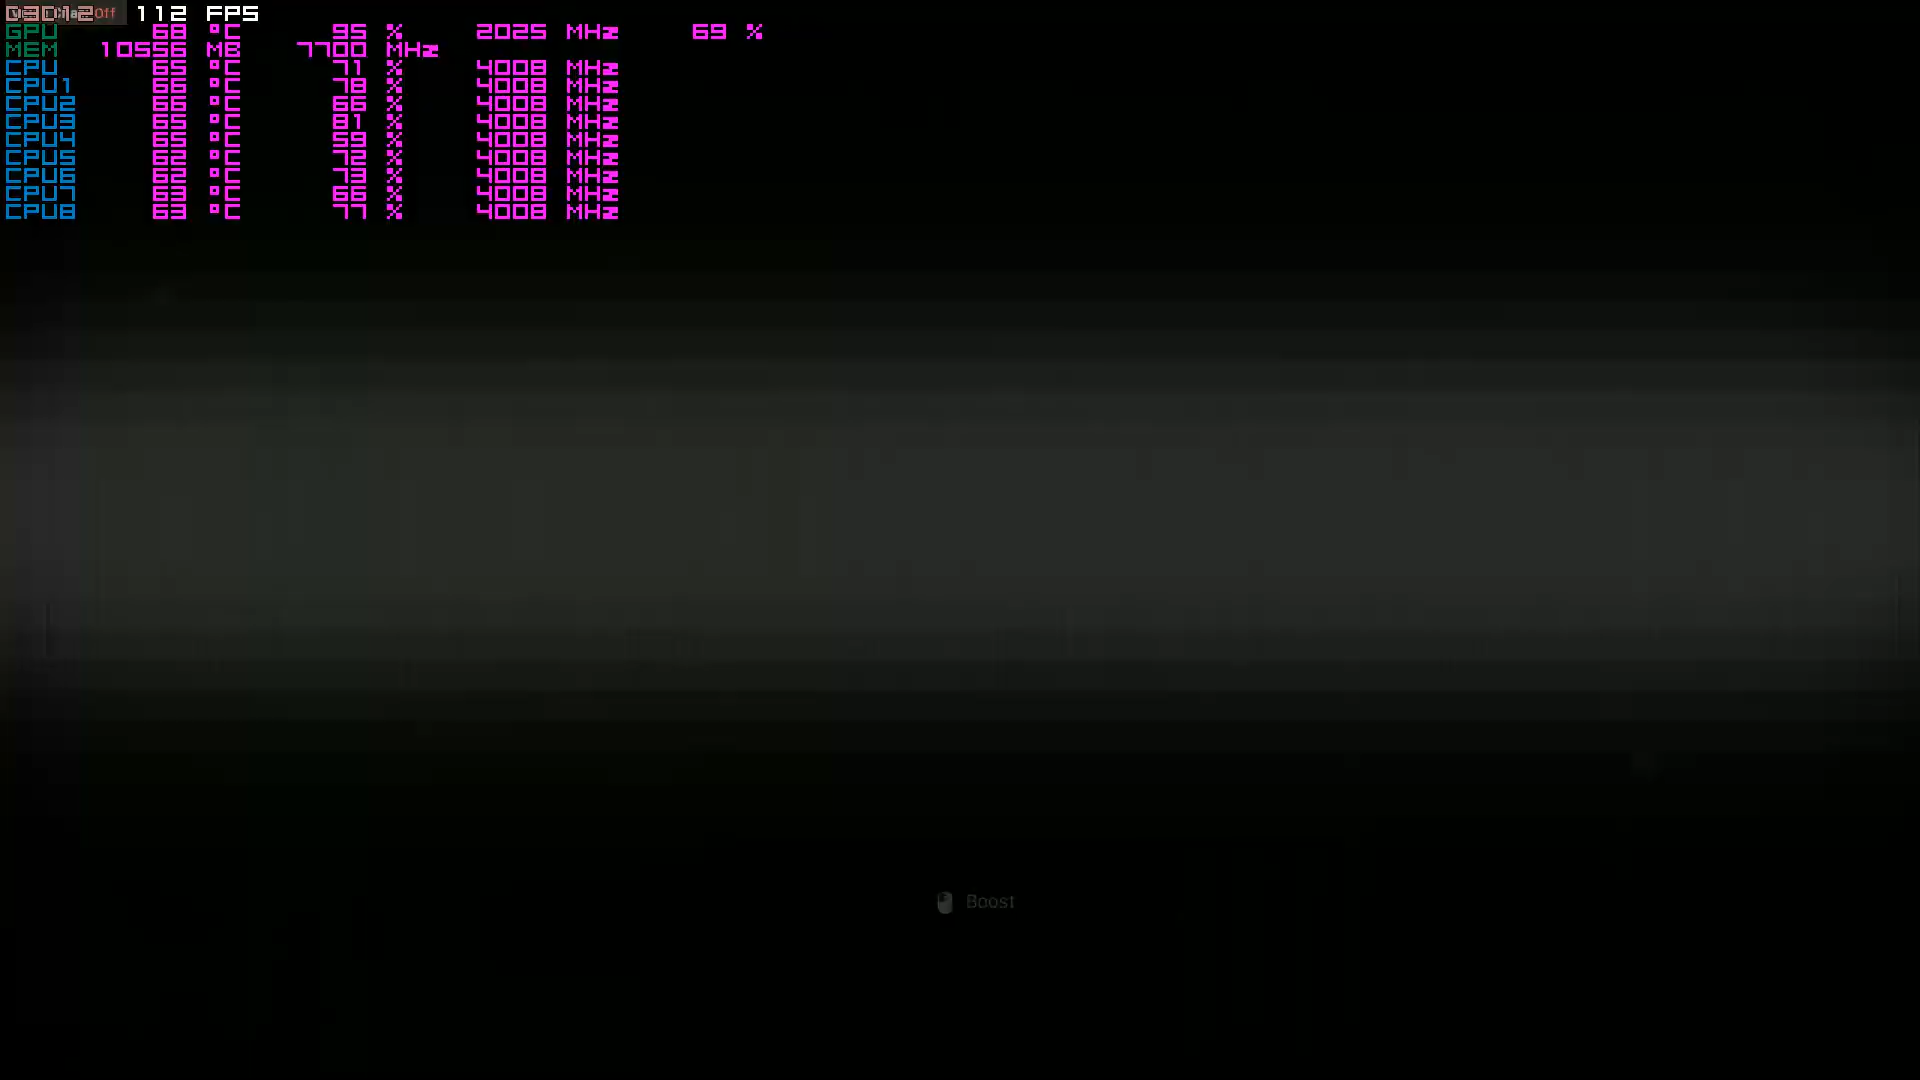 D3D12 Off 112 FPS
GPU 68 °C 95 % 2025 MHz 69 %
MEM 10556 MB 7700 MHz
CPU 65 °C 71 % 4008 MHz
CPU1 66 °C 78 % 4008 MHz
CPU2 66 °C 66 % 4008 MHz
CPU3 65 °C 81 % 4008 MHz
CPU4 65 °C 59 % 4008 MHz
CPU5 62 °C 72 % 4008 MHz
CPU6 62 °C 73 % 4008 MHz
CPU7 63 °C 66 % 4008 MHz
CPU8 63 °C 77 % 4008 MHz
Boost